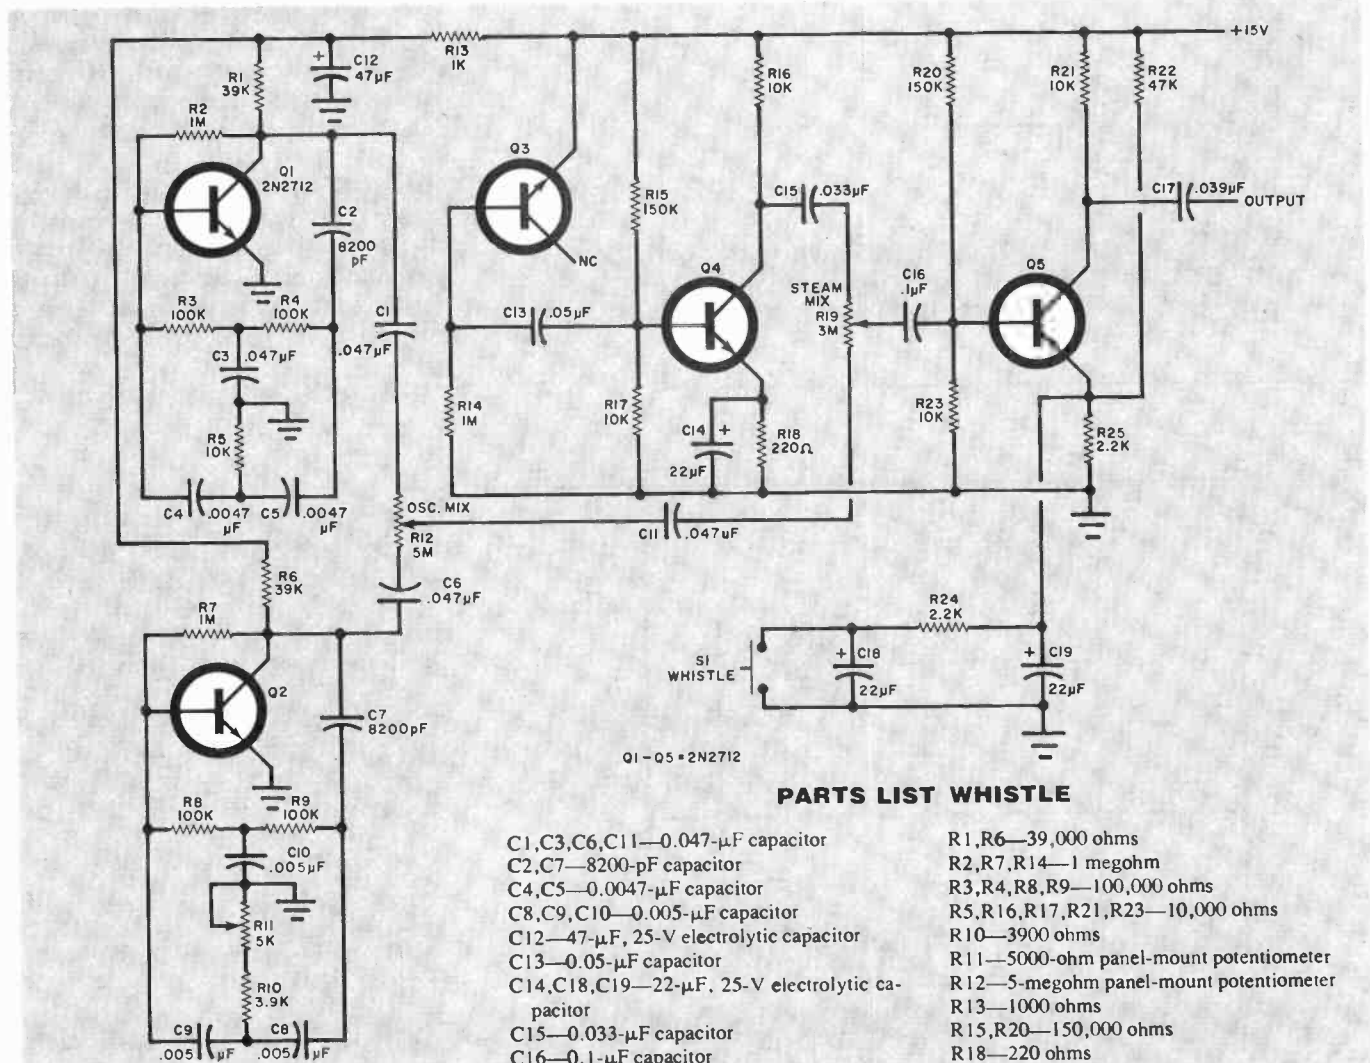 +15V
R13
1K
C12
47µF
+
R1
39K
R2
1M
Q1
2N2712
C2
8200
pF
R3
100K
R4
100K
C3
.047µF
R5
10K
C4
.0047
µF
C5
.0047
µF
C1
.047µF
OSC. MIX
R12
5M
C6
.047µF
R6
39K
R7
1M
Q2
C7
8200pF
R8
100K
R9
100K
C10
.005µF
R11
5K
R10
3.9K
C9
.005
µF
C8
.005
µF
Q3
NC
R14
1M
C13
.05µF
R15
150K
R17
10K
Q4
C14
+
22µF
R18
220Ω
R16
10K
C15
.033µF
STEAM
MIX
R19
3M
C11
.047uF
C16
.1µF
R20
150K
R23
10K
Q5
R21
10K
R22
47K
C17
.039µF
OUTPUT
R25
2.2K
R24
2.2K
S1
WHISTLE
+
C18
22µF
+
C19
22µF
Q1-Q5=2N2712
PARTS LIST WHISTLE
C1,C3,C6,C11—0.047-µF capacitor
C2,C7—8200-pF capacitor
C4,C5—0.0047-µF capacitor
C8,C9,C10—0.005-µF capacitor
C12—47-µF, 25-V electrolytic capacitor
C13—0.05-µF capacitor
C14,C18,C19—22-µF, 25-V electrolytic ca-
pacitor
C15—0.033-µF capacitor
C16—0.1-µF capacitor
R1,R6—39,000 ohms
R2,R7,R14—1 megohm
R3,R4,R8,R9—100,000 ohms
R5,R16,R17,R21,R23—10,000 ohms
R10—3900 ohms
R11—5000-ohm panel-mount potentiometer
R12—5-megohm panel-mount potentiometer
R13—1000 ohms
R15,R20—150,000 ohms
R18—220 ohms